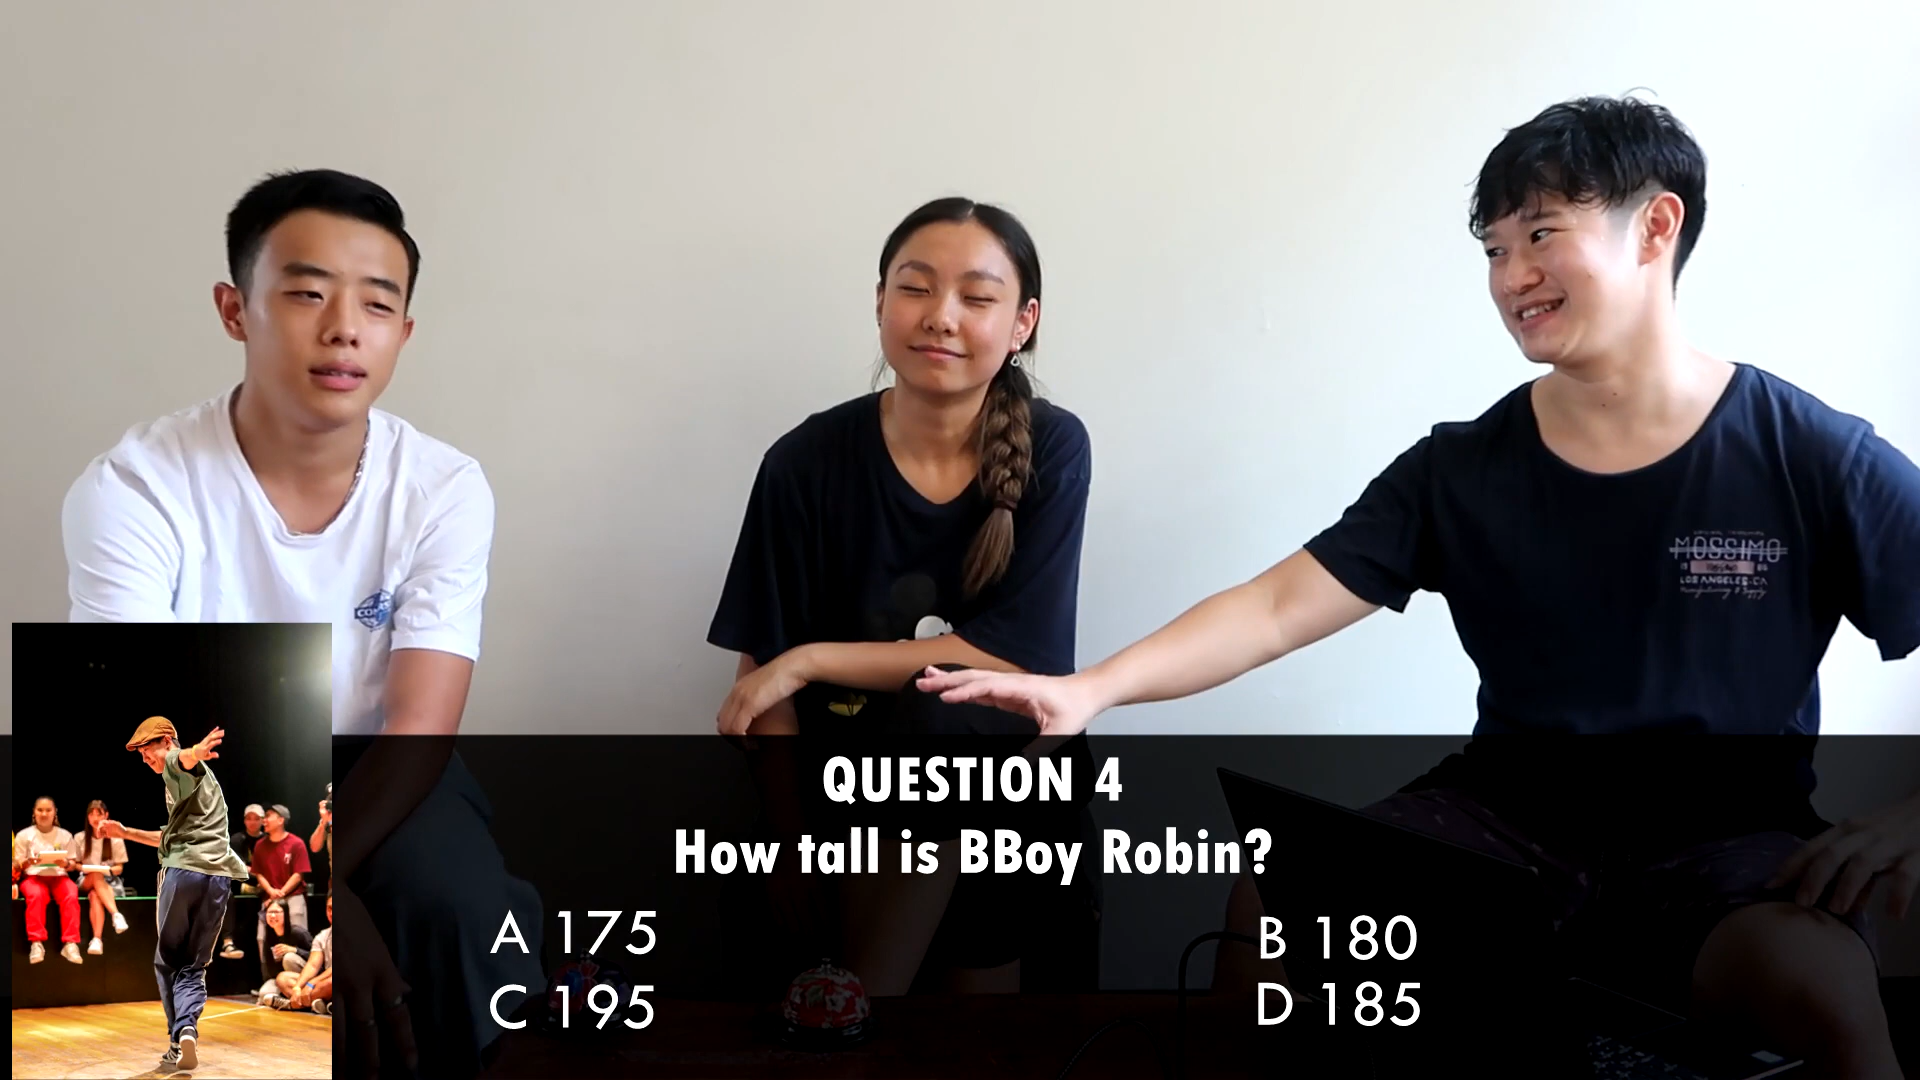 MOSSIMO
LOS ANGELES·CA
QUESTION 4
How tall is BBoy Robin?
A 175
B 180
C 195
D 185